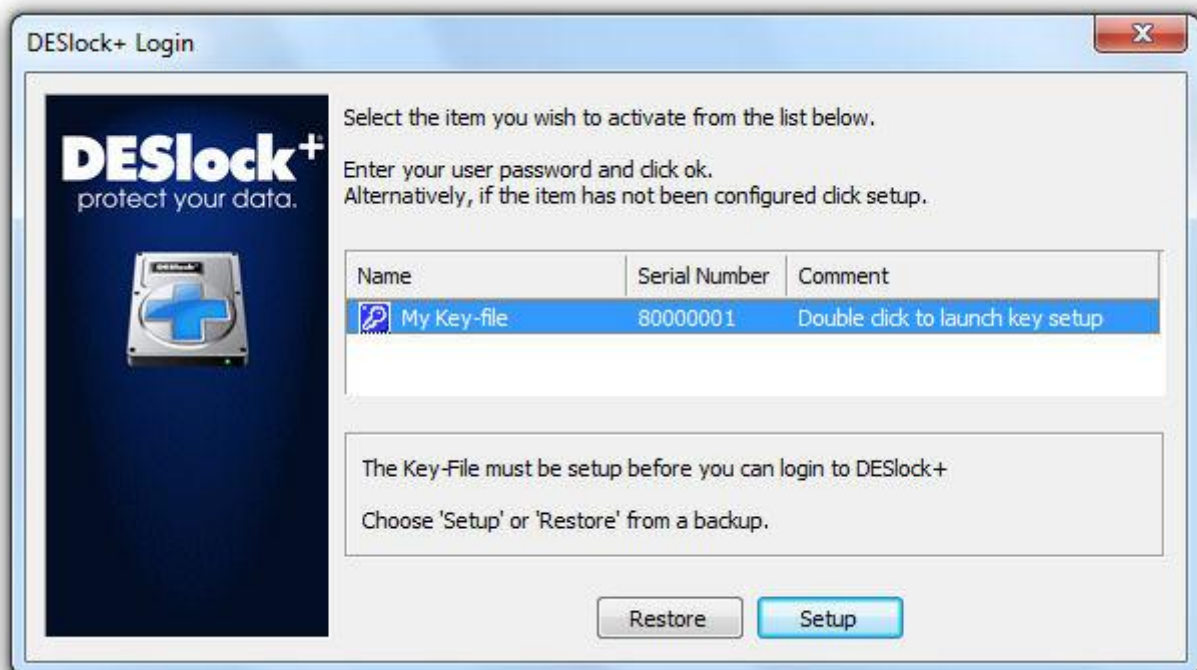 DESlock+ Login
DESlock+
protect your data.
Select the item you wish to activate from the list below.
Enter your user password and click ok.
Alternatively, if the item has not been configured click setup.
Name Serial Number Comment
My Key-file 80000001 Double click to launch key setup
The Key-File must be setup before you can login to DESlock+
Choose 'Setup' or 'Restore' from a backup.
Restore Setup